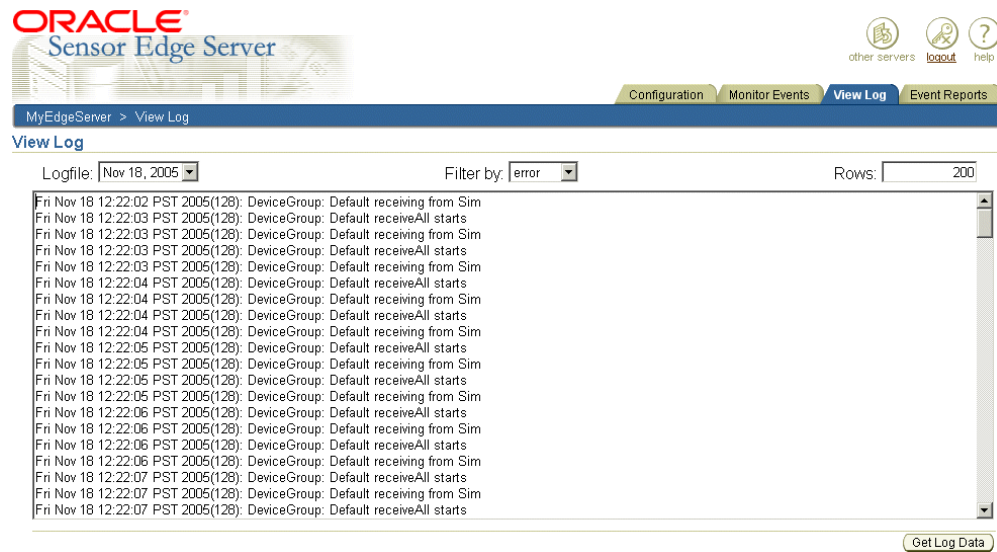 ORACLE
Sensor Edge Server
other servers logout help
Configuration Monitor Events View Log Event Reports
MyEdgeServer > View Log
View Log
Logfile: Nov 18, 2005 Filter by: error Rows: 200
Fri Nov 18 12:22:02 PST 2005(128): DeviceGroup: Default receiving from Sim
Fri Nov 18 12:22:03 PST 2005(128): DeviceGroup: Default receiveAll starts
Fri Nov 18 12:22:03 PST 2005(128): DeviceGroup: Default receiving from Sim
Fri Nov 18 12:22:03 PST 2005(128): DeviceGroup: Default receiveAll starts
Fri Nov 18 12:22:03 PST 2005(128): DeviceGroup: Default receiving from Sim
Fri Nov 18 12:22:04 PST 2005(128): DeviceGroup: Default receiveAll starts
Fri Nov 18 12:22:04 PST 2005(128): DeviceGroup: Default receiving from Sim
Fri Nov 18 12:22:04 PST 2005(128): DeviceGroup: Default receiveAll starts
Fri Nov 18 12:22:04 PST 2005(128): DeviceGroup: Default receiving from Sim
Fri Nov 18 12:22:05 PST 2005(128): DeviceGroup: Default receiveAll starts
Fri Nov 18 12:22:05 PST 2005(128): DeviceGroup: Default receiving from Sim
Fri Nov 18 12:22:05 PST 2005(128): DeviceGroup: Default receiveAll starts
Fri Nov 18 12:22:05 PST 2005(128): DeviceGroup: Default receiving from Sim
Fri Nov 18 12:22:06 PST 2005(128): DeviceGroup: Default receiveAll starts
Fri Nov 18 12:22:06 PST 2005(128): DeviceGroup: Default receiving from Sim
Fri Nov 18 12:22:06 PST 2005(128): DeviceGroup: Default receiveAll starts
Fri Nov 18 12:22:06 PST 2005(128): DeviceGroup: Default receiving from Sim
Fri Nov 18 12:22:07 PST 2005(128): DeviceGroup: Default receiveAll starts
Fri Nov 18 12:22:07 PST 2005(128): DeviceGroup: Default receiving from Sim
Fri Nov 18 12:22:07 PST 2005(128): DeviceGroup: Default receiveAll starts
Get Log Data